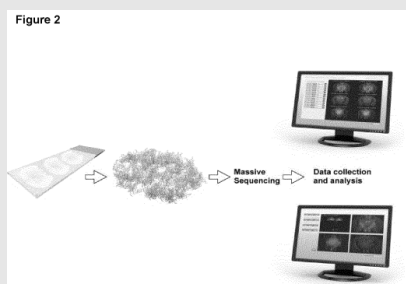 Figure 2
Massive
Sequencing
Data collection
and analysis